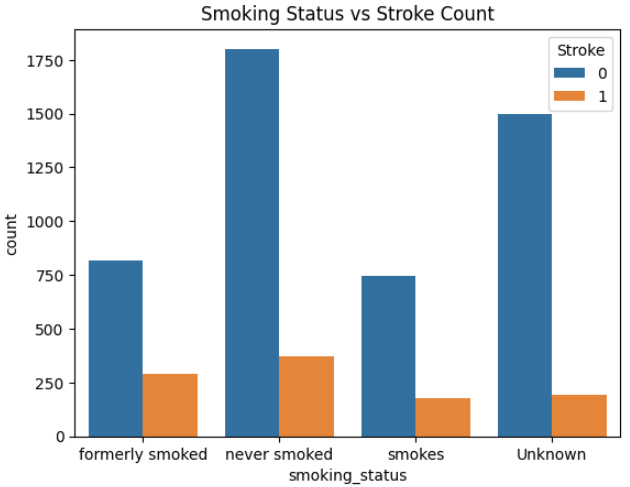 Smoking Status vs Stroke Count
Stroke
0
1
1750
1500
1250
1000
750
500
250
0
count
formerly smoked
never smoked
smokes
Unknown
smoking_status